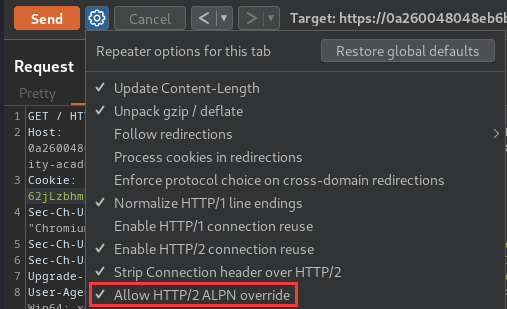 Send
Cancel
<
>
Target: https://0a260048048eb6b
Repeater options for this tab
Restore global defaults
Request
Pretty
Update Content-Length
Unpack gzip / deflate
Follow redirections
Process cookies in redirections
Enforce protocol choice on cross-domain redirections
Normalize HTTP/1 line endings
Enable HTTP/1 connection reuse
Enable HTTP/2 connection reuse
Strip Connection header over HTTP/2
Allow HTTP/2 ALPN override
1 GET / HT
2 Host:
0a260048
ity-acad
3 Cookie:
62jLzbhm
4 Sec-Ch-U
"Chromiu
5 Sec-Ch-U
6 Sec-Ch-U
7 Upgrade-
8 User-Age